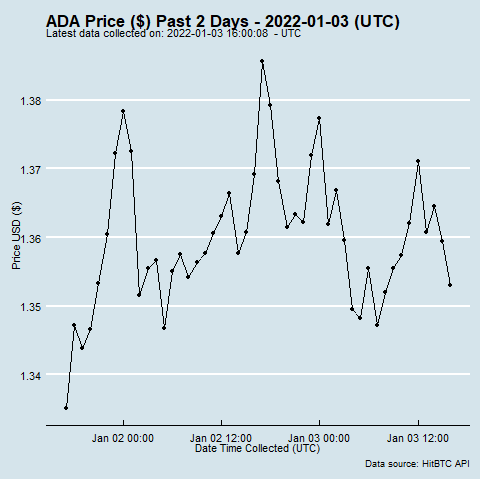 ADA Price ($) Past 2 Days - 2022-01-03 (UTC)
Latest data collected on: 2022-01-03 16:00:08 - UTC
1.38
1.37
1.36
1.35
1.34
Price USD ($)
Jan 02 00:00 Jan 02 12:00 Jan 03 00:00 Jan 03 12:00
Date Time Collected (UTC)
Data source: HitBTC API